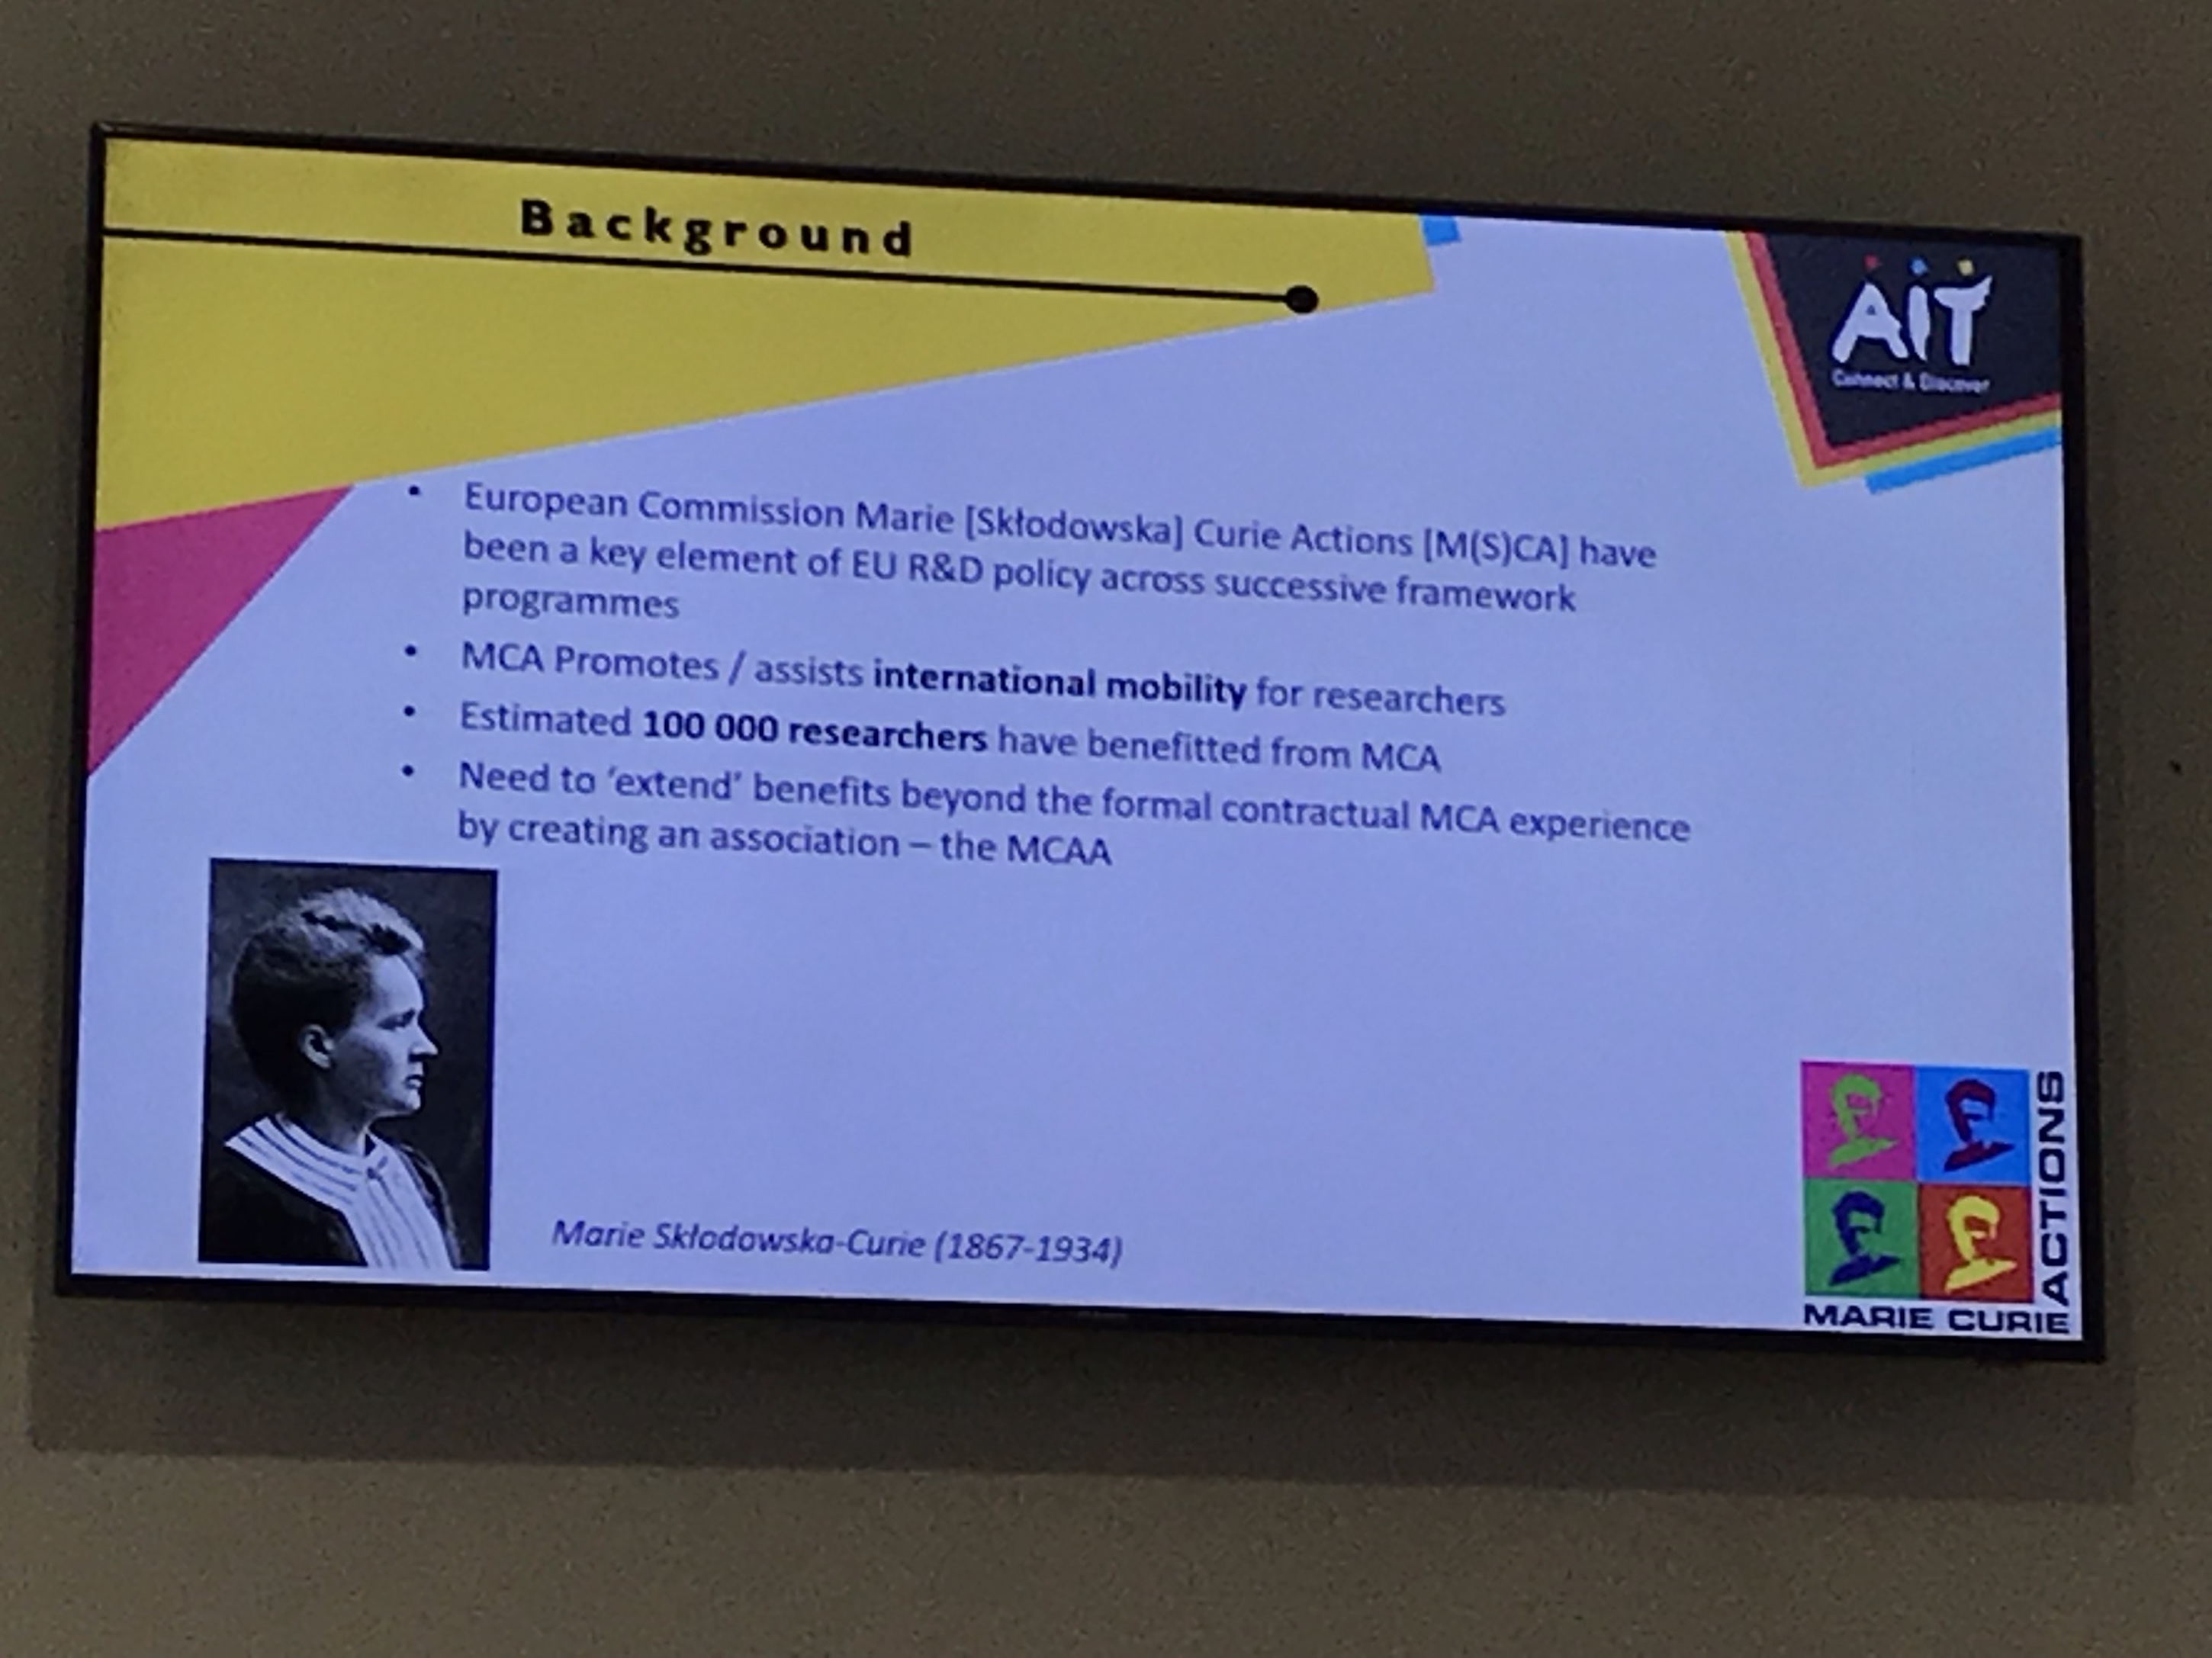 Background
AIT
Connect & Discover
• European Commission Marie [Skłodowska] Curie Actions [M(S)CA] have
been a key element of EU R&D policy across successive framework
programmes
• MCA Promotes / assists international mobility for researchers
• Estimated 100 000 researchers have benefitted from MCA
• Need to ‘extend’ benefits beyond the formal contractual MCA experience
by creating an association – the MCAA
Marie Skłodowska-Curie (1867-1934)
MARIE CURIE
ACTIONS